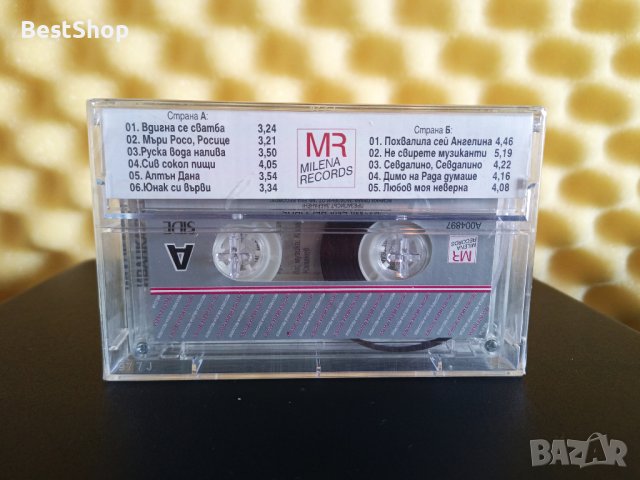 BestShop
Страна А:
01. Вдигна се сватба 3,24
02. Мъри Росо, Росице 3,21
03. Руска вода налива 3,50
04. Сив сокол пищи 4,05
05. Алтън Дана 3,54
06. Юнак си върви 3,34
MR
MILENA
RECORDS
Страна Б:
01. Похвалила сей Ангелина 4,46
02. Не свирете музиканти 5,19
03. Севдалино, Севдалино 4,22
04. Димо на Рада думаше 4,16
05. Любов моя неверна 4,08
A
SIDE
A004897
MR
MILENA
RECORDS
BAZAR